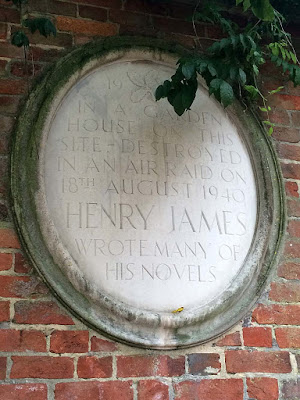 19
IN A GARDEN
HOUSE ON THIS
SITE - DESTROYED
IN AN AIR RAID ON
18TH AUGUST 1940
HENRY JAMES
WROTE MANY OF
HIS NOVELS